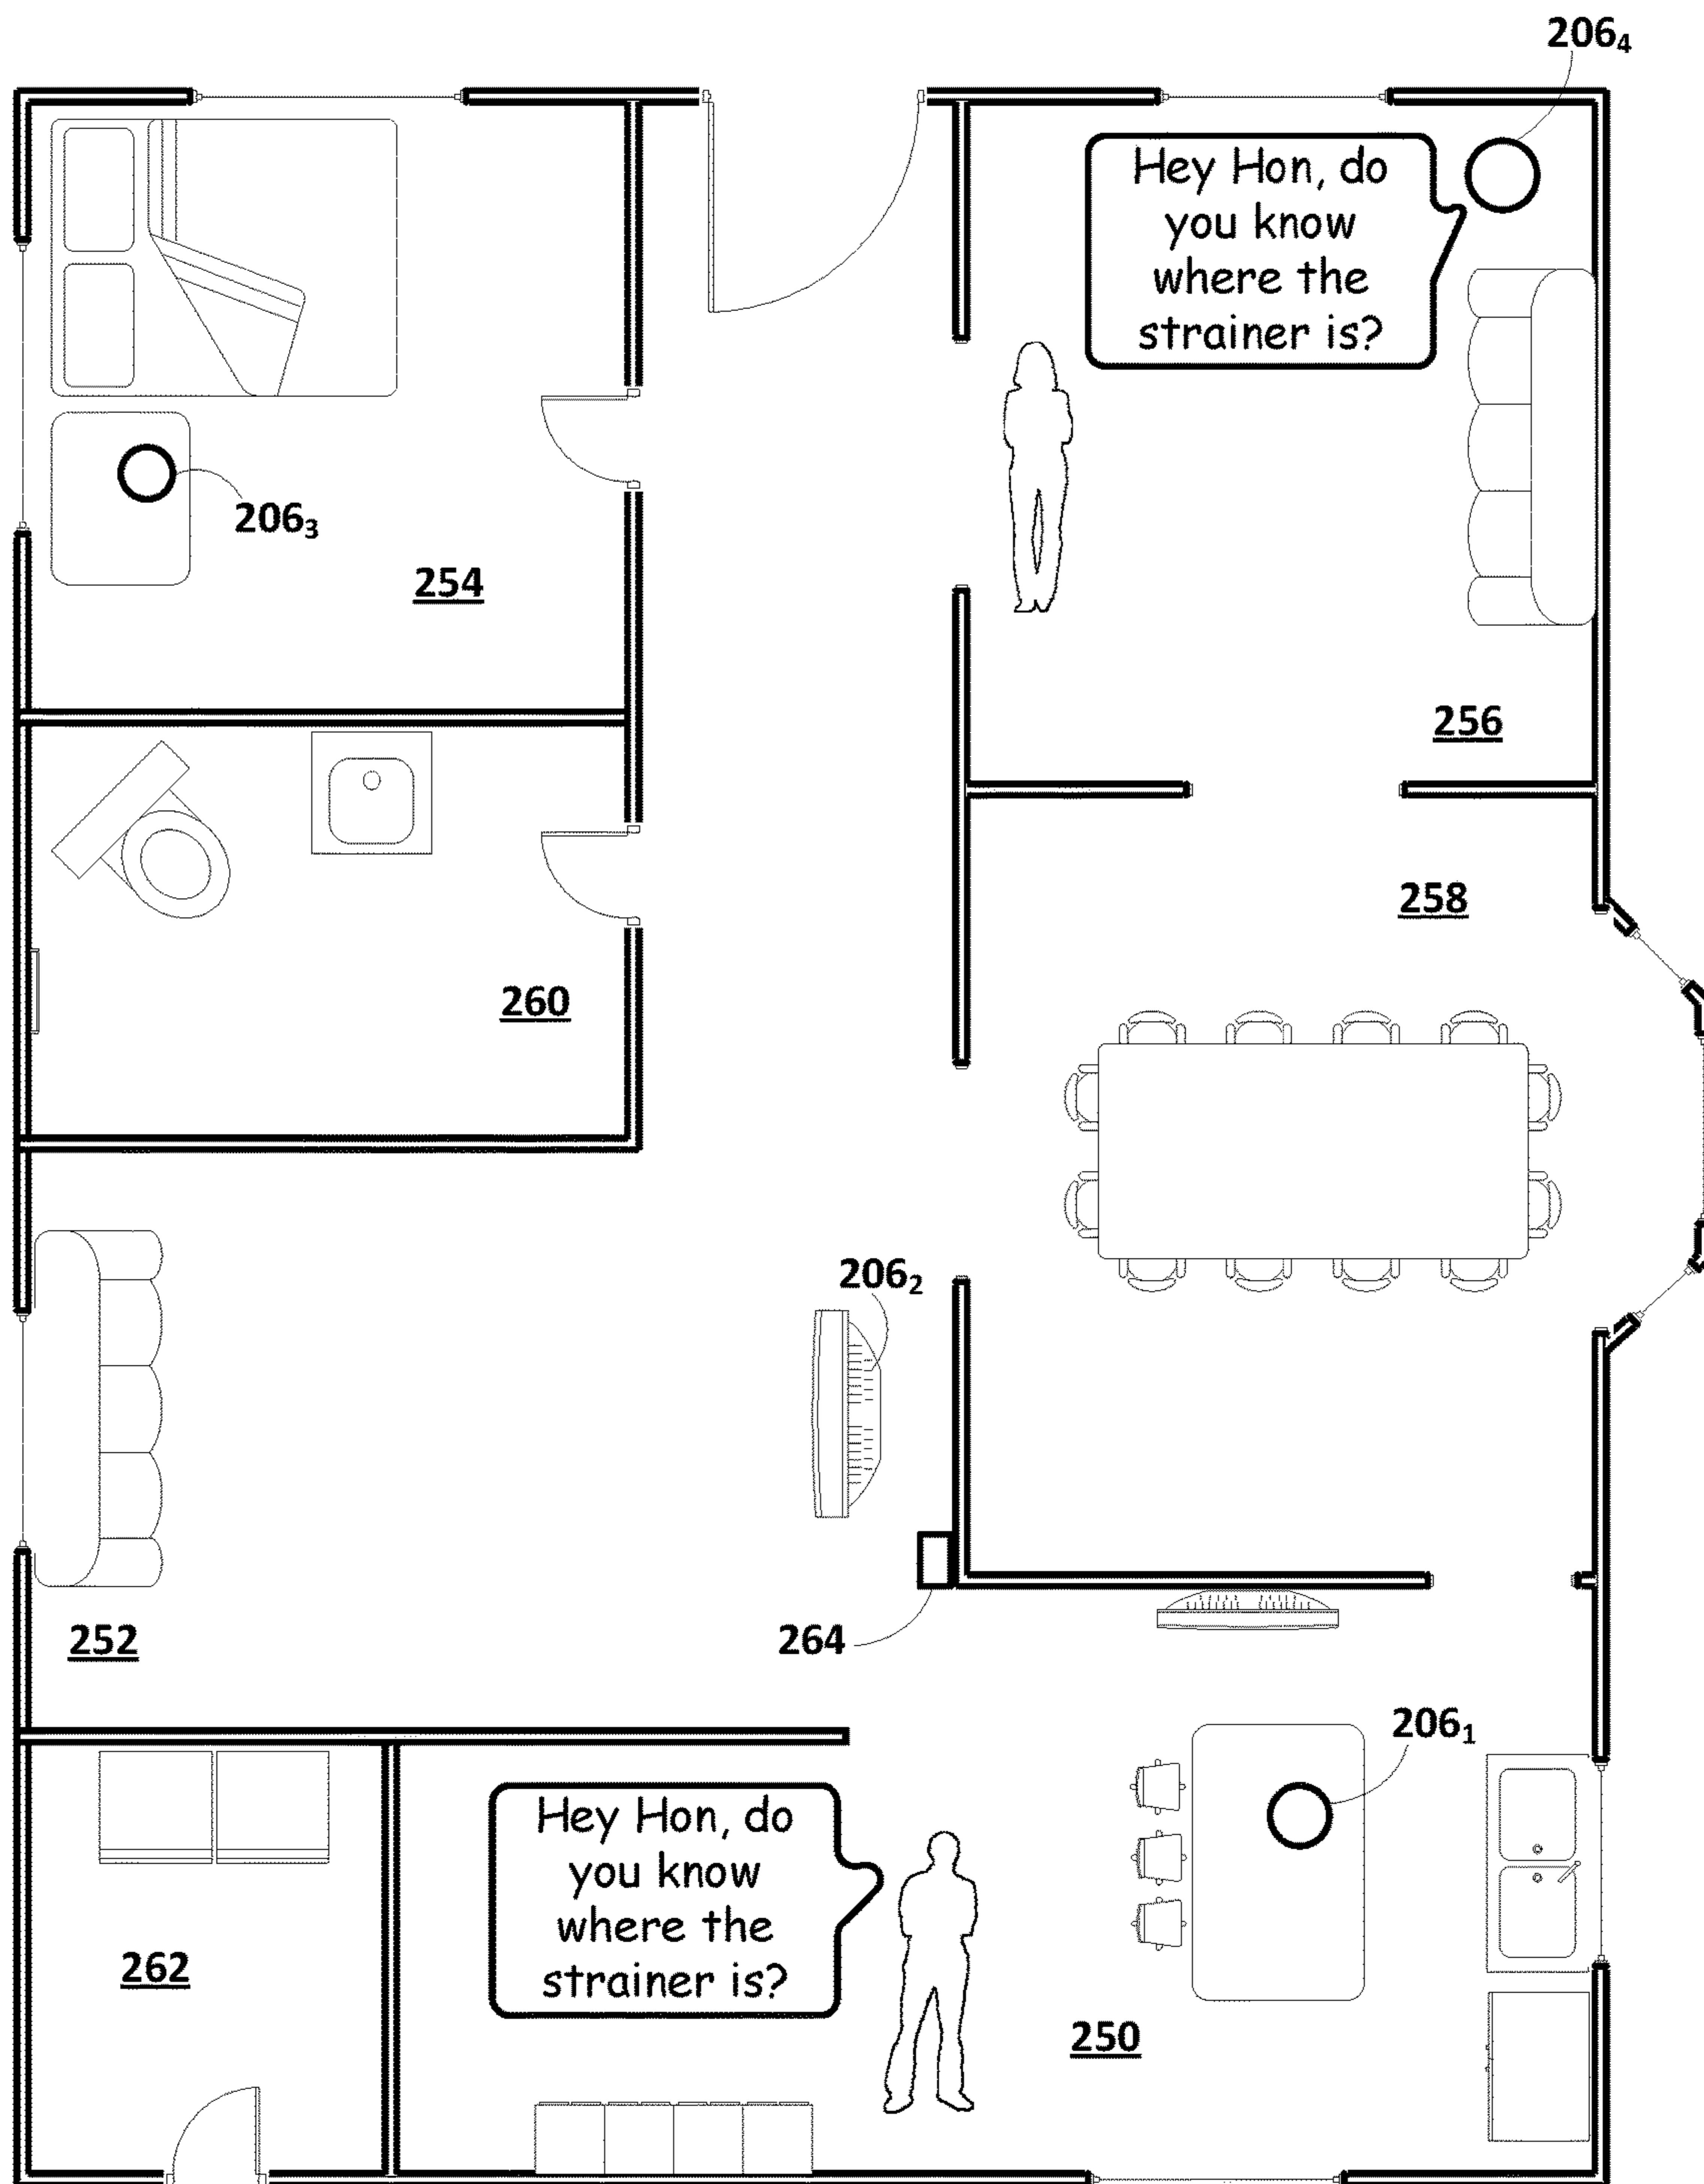 206₄
Hey Hon, do
you know
where the
strainer is?
206₃
254
256
258
260
206₂
252
264
206₁
Hey Hon, do
you know
where the
strainer is?
262
250